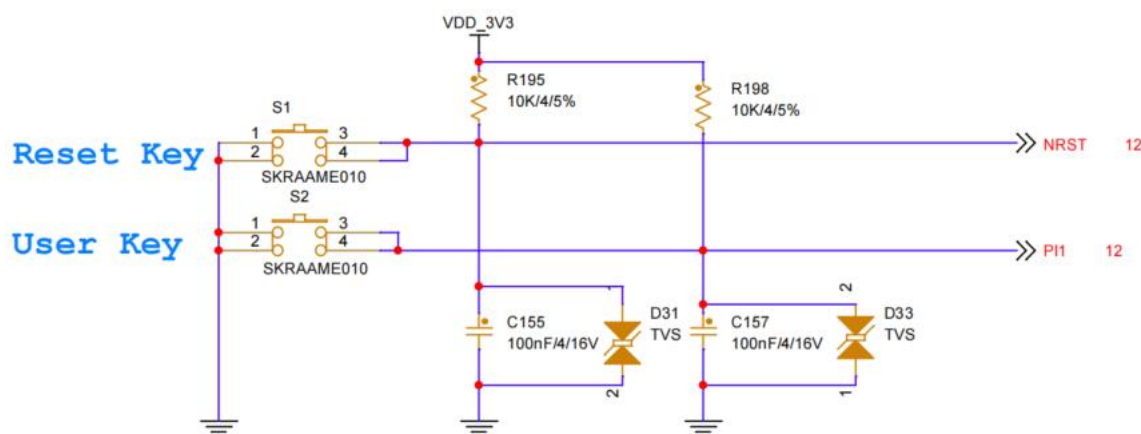 VDD_3V3
R195
10K/4/5%
R198
10K/4/5%
S1
1 3
2 4
SKRAAME010
Reset Key
NRST 12
S2
1 3
2 4
SKRAAME010
User Key
PI1 12
1
2
C155
100nF/4/16V
D31
TVS
C157
100nF/4/16V
D33
TVS
2
1